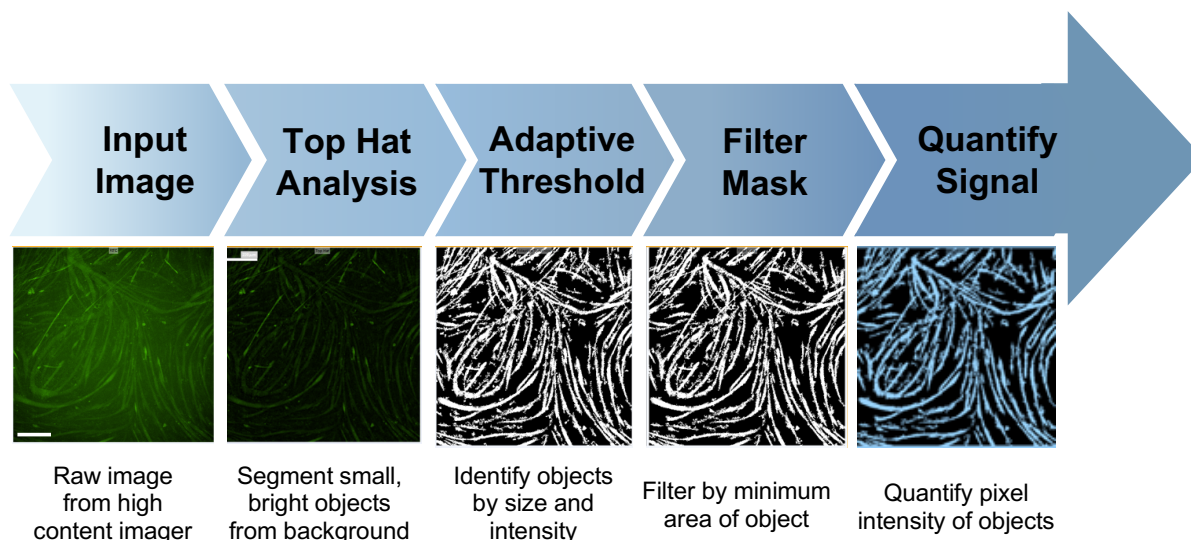 Input
Image
Top Hat
Analysis
Adaptive
Threshold
Filter
Mask
Quantify
Signal
Raw image
from high
content imager
Segment small,
bright objects
from background
Identify objects
by size and
intensity
Filter by minimum
area of object
Quantify pixel
intensity of objects